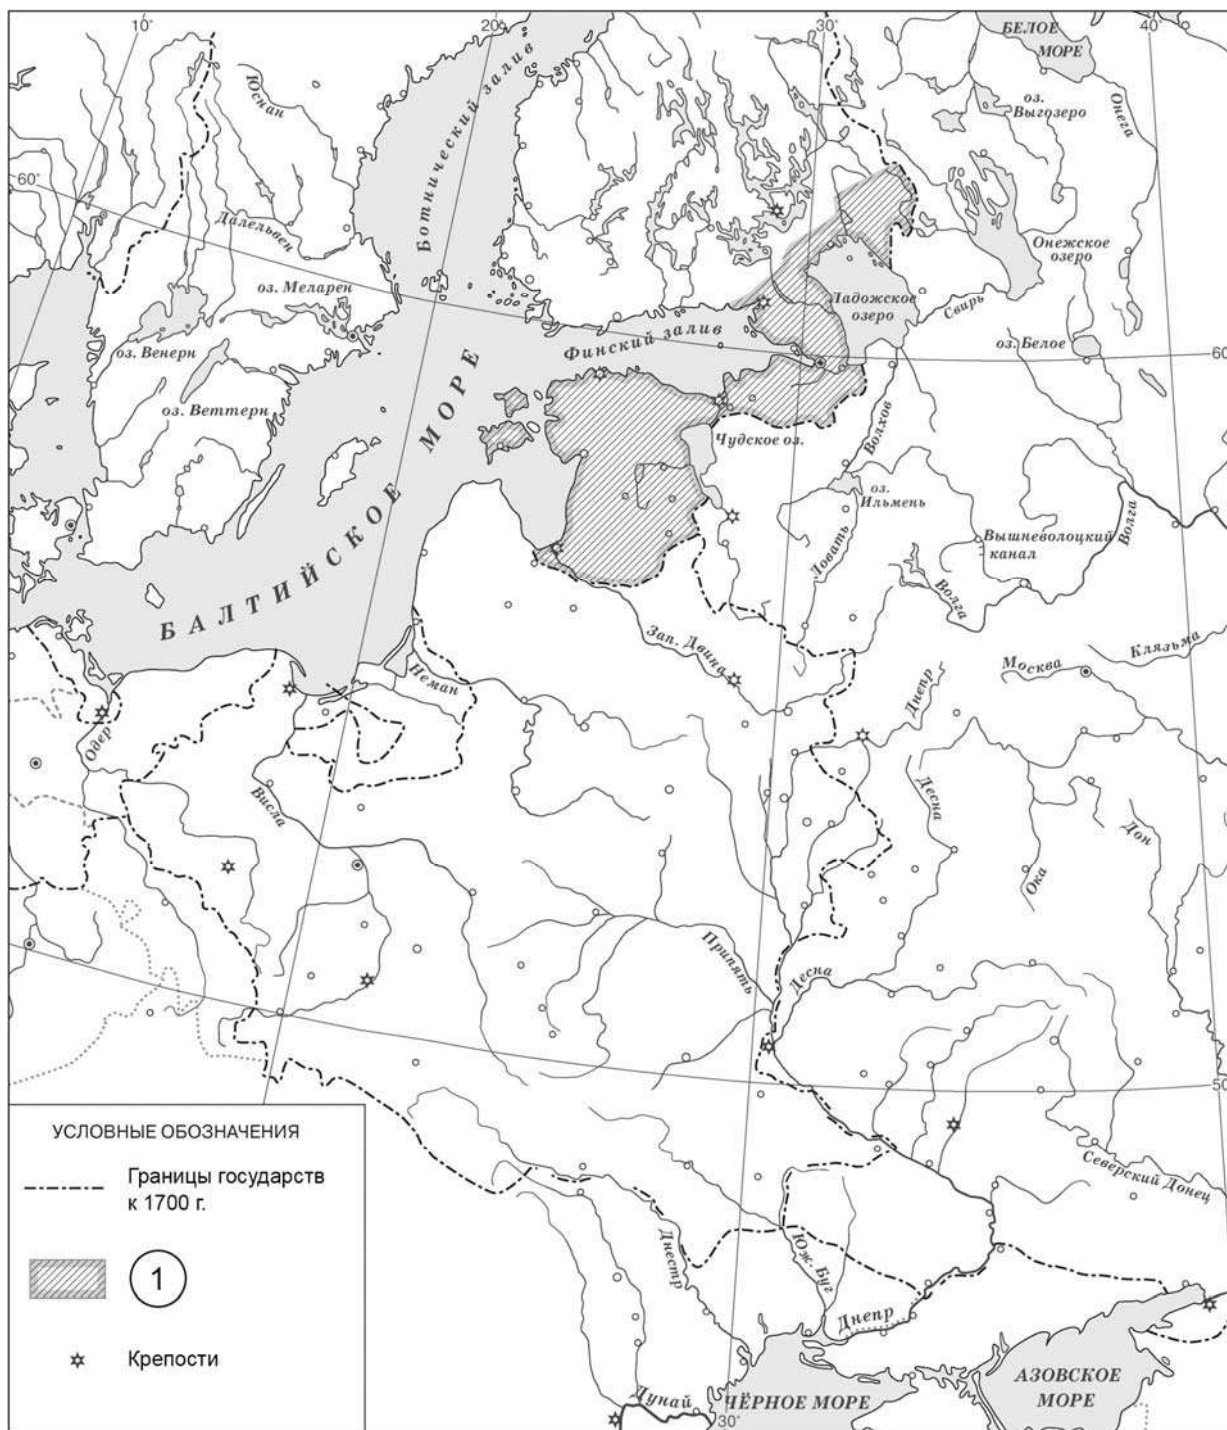 10°
20°
30°
40°
БЕЛОЕ
МОРЕ
Ботнический залив
Юснан
оз.
Выгозеро
Онега
60°
Далельвен
Онежское
озеро
оз. Меларен
Ладожское
озеро
Свирь
оз. Венерн
Финский залив
оз. Белое
60
оз. Веттерн
БАЛТИЙСКОЕ МОРЕ
Чудское оз.
Волхов
оз.
Ильмень
Ловать
Вышневолоцкий
канал
Волга
Волга
Зап. Двина
Клязьма
Москва
Неман
Днепр
Одер
Висла
Десна
Дон
Ока
Припять
Десна
50
УСЛОВНЫЕ ОБОЗНАЧЕНИЯ
Границы государств
к 1700 г.
1
Крепости
Северский Донец
Днестр
Юж. Буг
Днепр
Дунай
30°
ЧЁРНОЕ МОРЕ
АЗОВСКОЕ
МОРЕ